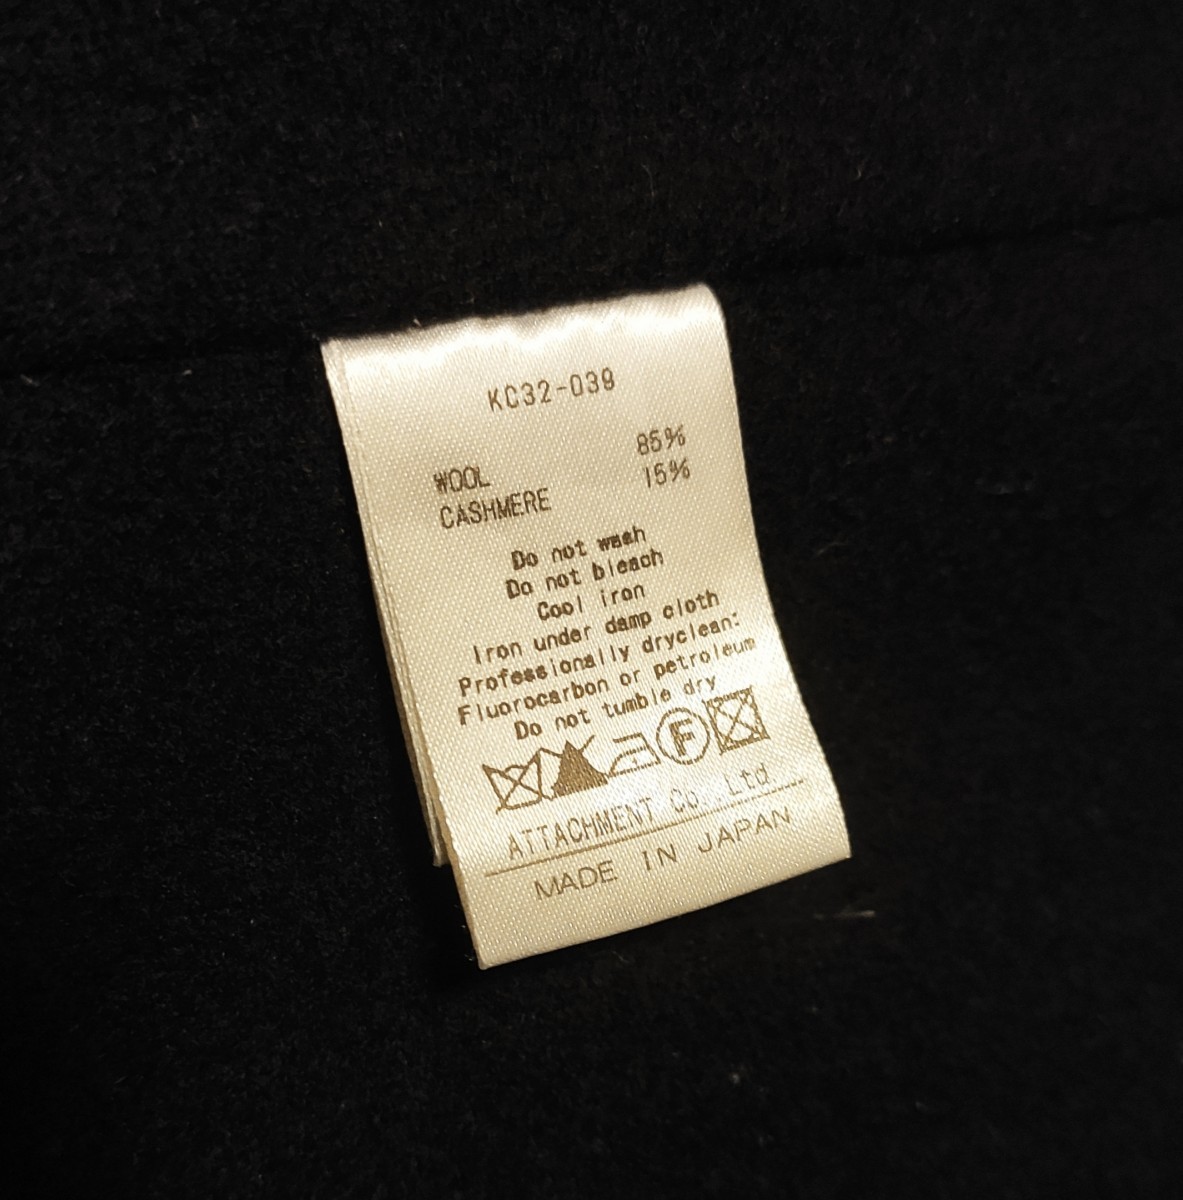 KC32-039
WOOL 85%
CASHMERE 15%
Do not wash
Do not bleach
Cool iron
Iron under damp cloth
Professionally dryclean:
Fluorocarbon or petroleum
Do not tumble dry
F
ATTACHMENT Co., Ltd.
MADE IN JAPAN